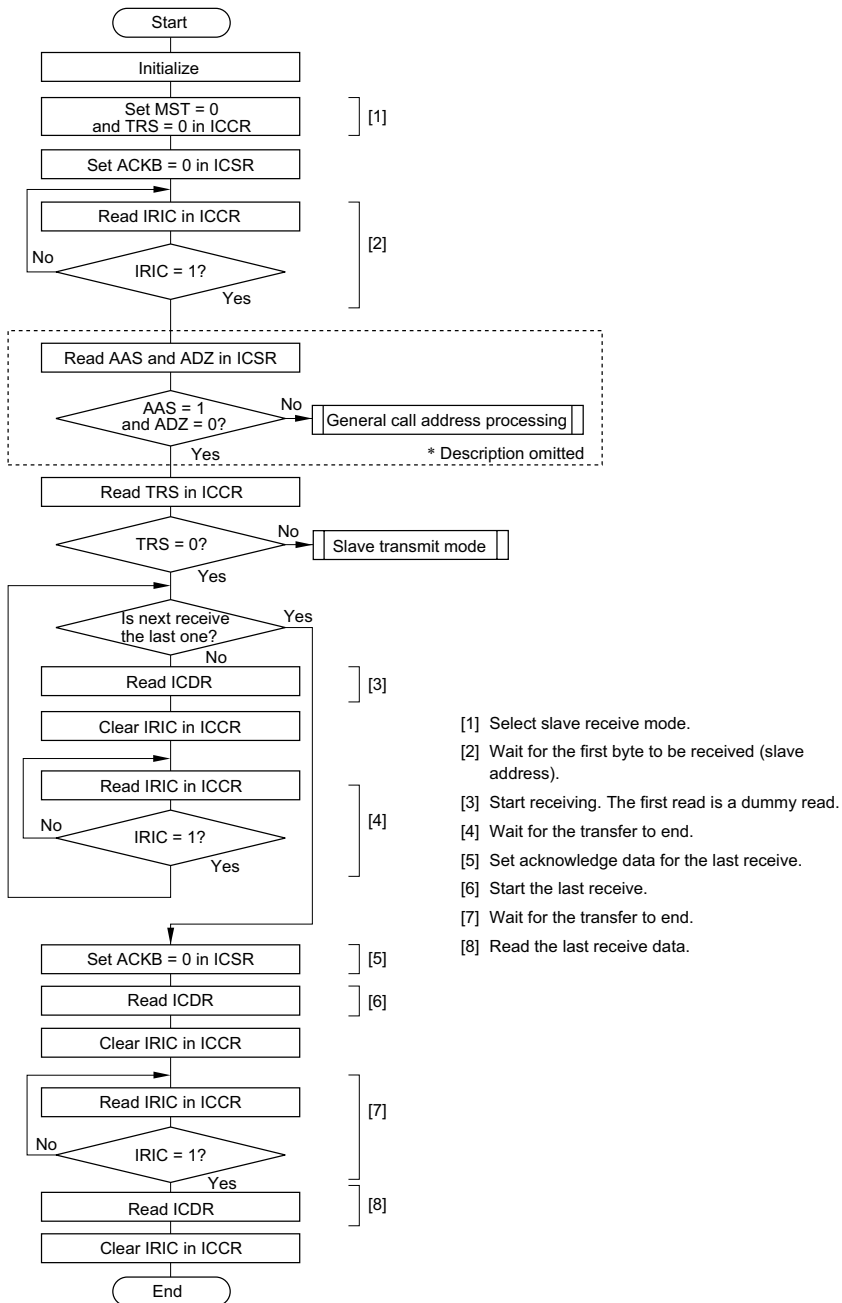 Start
Initialize
Set MST = 0
and TRS = 0 in ICCR
[1]
Set ACKB = 0 in ICSR
Read IRIC in ICCR
[2]
No
IRIC = 1?
Yes
Read AAS and ADZ in ICSR
AAS = 1
and ADZ = 0?
No
General call address processing
Yes
* Description omitted
Read TRS in ICCR
TRS = 0?
No
Slave transmit mode
Yes
Is next receive
the last one?
Yes
No
Read ICDR
[3]
Clear IRIC in ICCR
Read IRIC in ICCR
[4]
No
IRIC = 1?
Yes
Set ACKB = 0 in ICSR
[5]
Read ICDR
[6]
Clear IRIC in ICCR
Read IRIC in ICCR
[7]
No
IRIC = 1?
Yes
Read ICDR
[8]
Clear IRIC in ICCR
End
[1] Select slave receive mode.
[2] Wait for the first byte to be received (slave
address).
[3] Start receiving. The first read is a dummy read.
[4] Wait for the transfer to end.
[5] Set acknowledge data for the last receive.
[6] Start the last receive.
[7] Wait for the transfer to end.
[8] Read the last receive data.